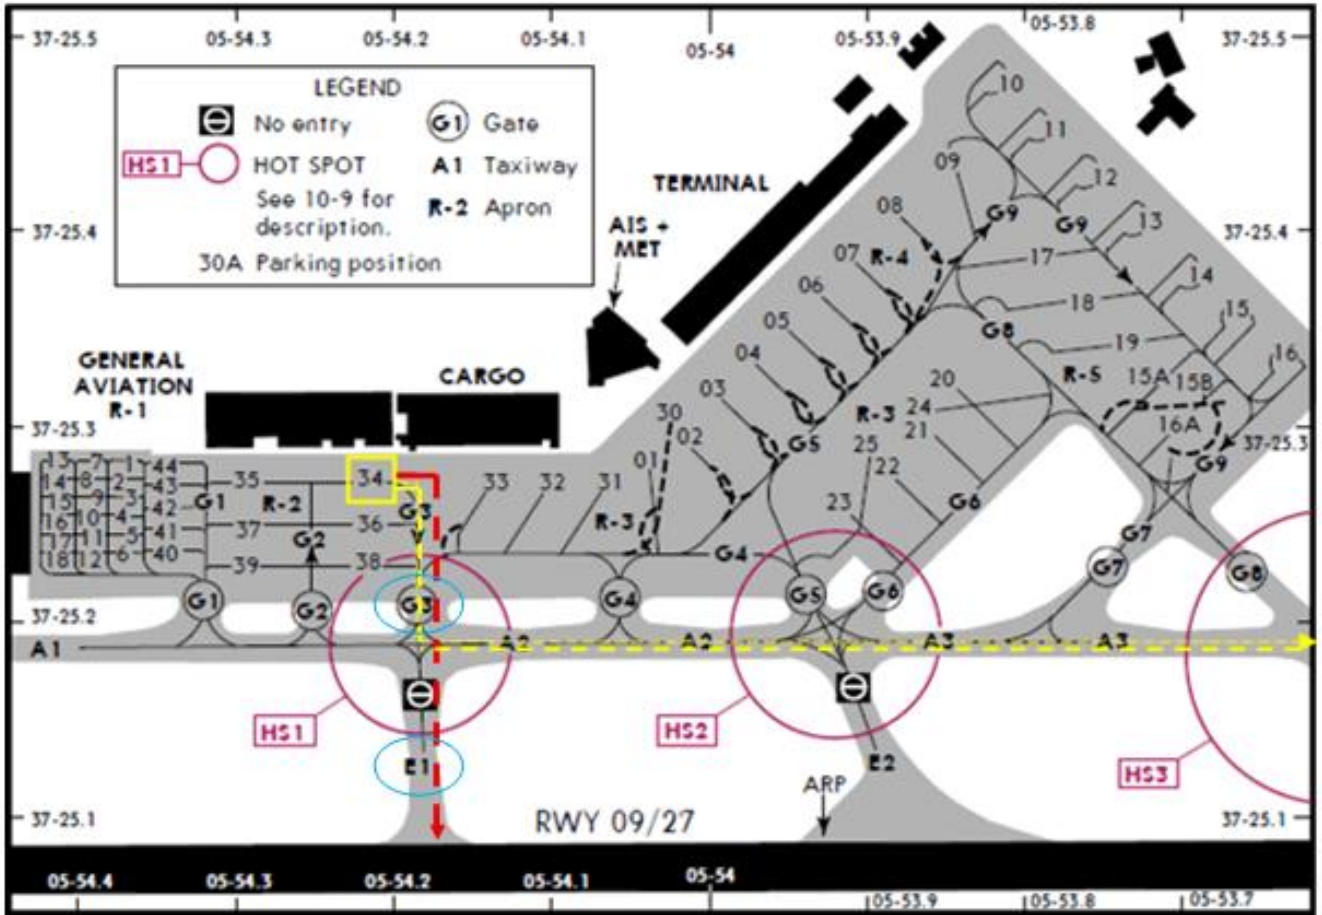 37-25.5 05-54.3 05-54.2 05-54.1 05-54 05-53.9 05-53.8 37-25.5
LEGEND
No entry G1 Gate
HS1 HOT SPOT A1 Taxiway
See 10-9 for R-2 Apron
description.
30A Parking position
10
11
09
12
TERMINAL
G9 G9
08
13
AIS +
MET
37-25.4
37-25.4
07 R-4
17
14
06
18
15
05
G8
19
16
04
R-5
15A 15B
GENERAL
AVIATION
R-1
CARGO
03
20
30
R-3
24
16A
37-25.3
02
G5
25 21
37-25.3
G9
13 7 1 44 35 34 33 32 31 01
22
14 8 2 43
G1 R-2 G3
23
G6
15 9 3 42
16 10 4 41 37 36
R-3
G7
17 11 5
G2
18 12 6 40 39 38
G4
G1 G2 G3 G4 G5 G6 G7 G8
37-25.2
A1 A2 A2 A3 A3
HS1 HS2
E1 E2
HS3
ARP
37-25.1 RWY 09/27 37-25.1
05-54.4 05-54.3 05-54.2 05-54.1 05-54
05-53.9 05-53.8 05-53.7